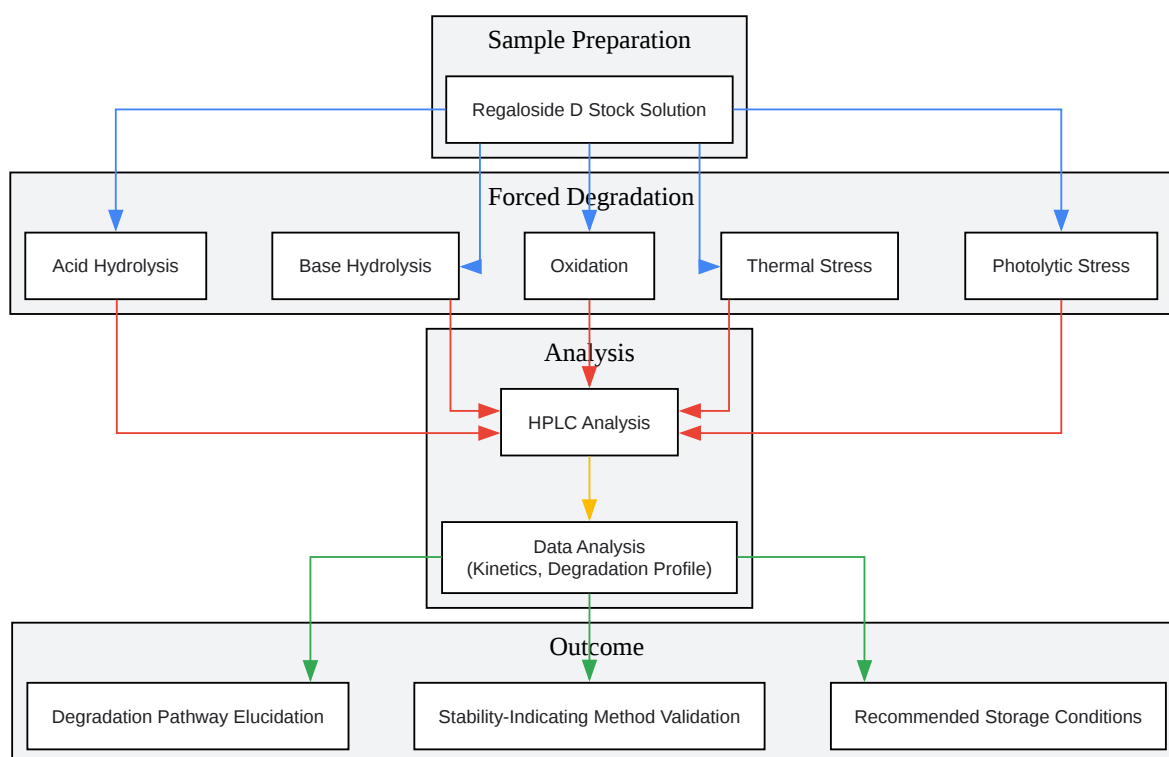 Sample Preparation
Regaloside D Stock Solution
Forced Degradation
Acid Hydrolysis
Base Hydrolysis
Oxidation
Thermal Stress
Photolytic Stress
Analysis
HPLC Analysis
Data Analysis
(Kinetics, Degradation Profile)
Outcome
Degradation Pathway Elucidation
Stability-Indicating Method Validation
Recommended Storage Conditions